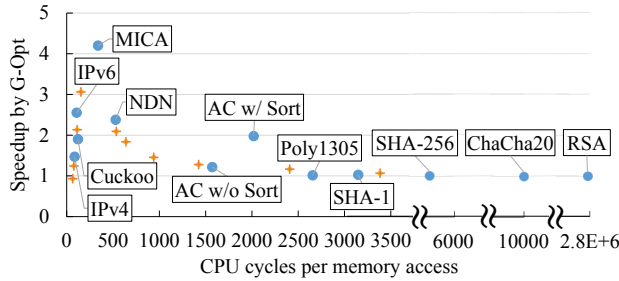 5
4
3
2
1
0
Speedup by G-Opt
MICA
IPv6
NDN
AC w/ Sort
Poly1305
SHA-256
ChaCha20
RSA
Cuckoo
AC w/o Sort
SHA-1
IPv4
0 500 1000 1500 2000 2500 3000 3500 6000 10000 2.8E+6
CPU cycles per memory access